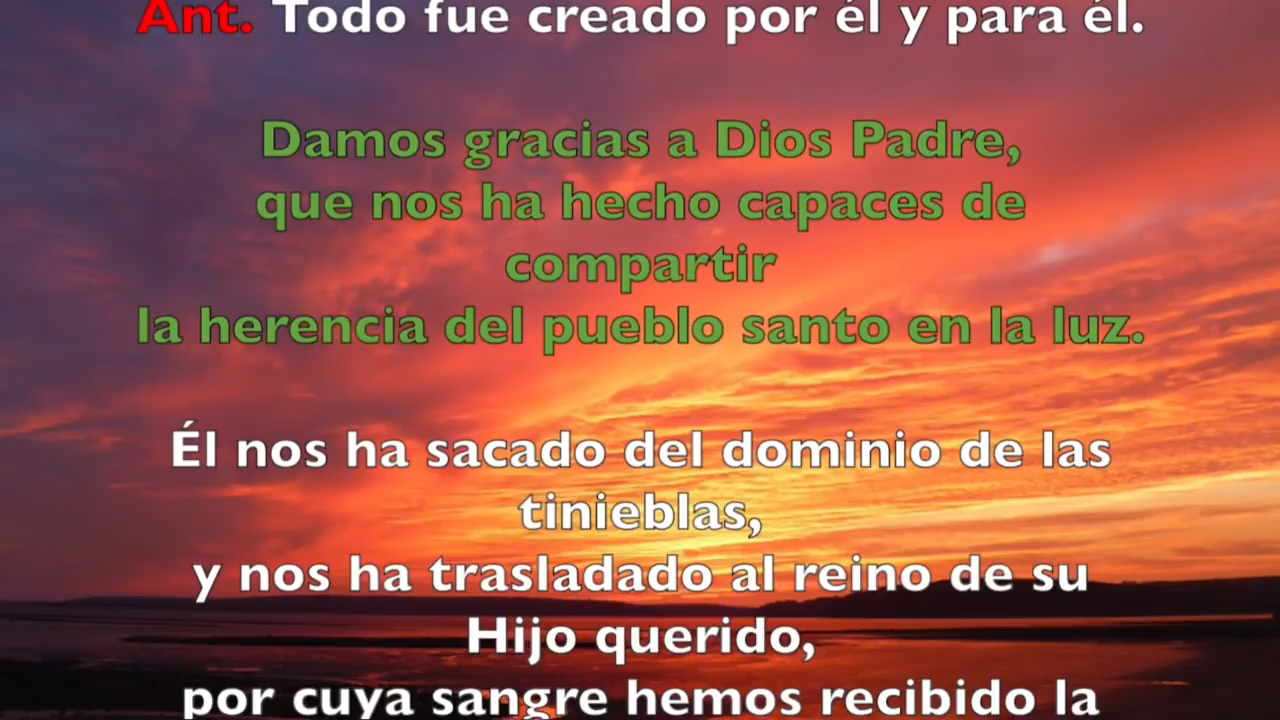 Ant. Todo fue creado por él y para él.
Damos gracias a Dios Padre,
que nos ha hecho capaces de
compartir
la herencia del pueblo santo en la luz.
Él nos ha sacado del dominio de las
tinieblas,
y nos ha trasladado al reino de su
Hijo querido,
por cuya sangre hemos recibido la